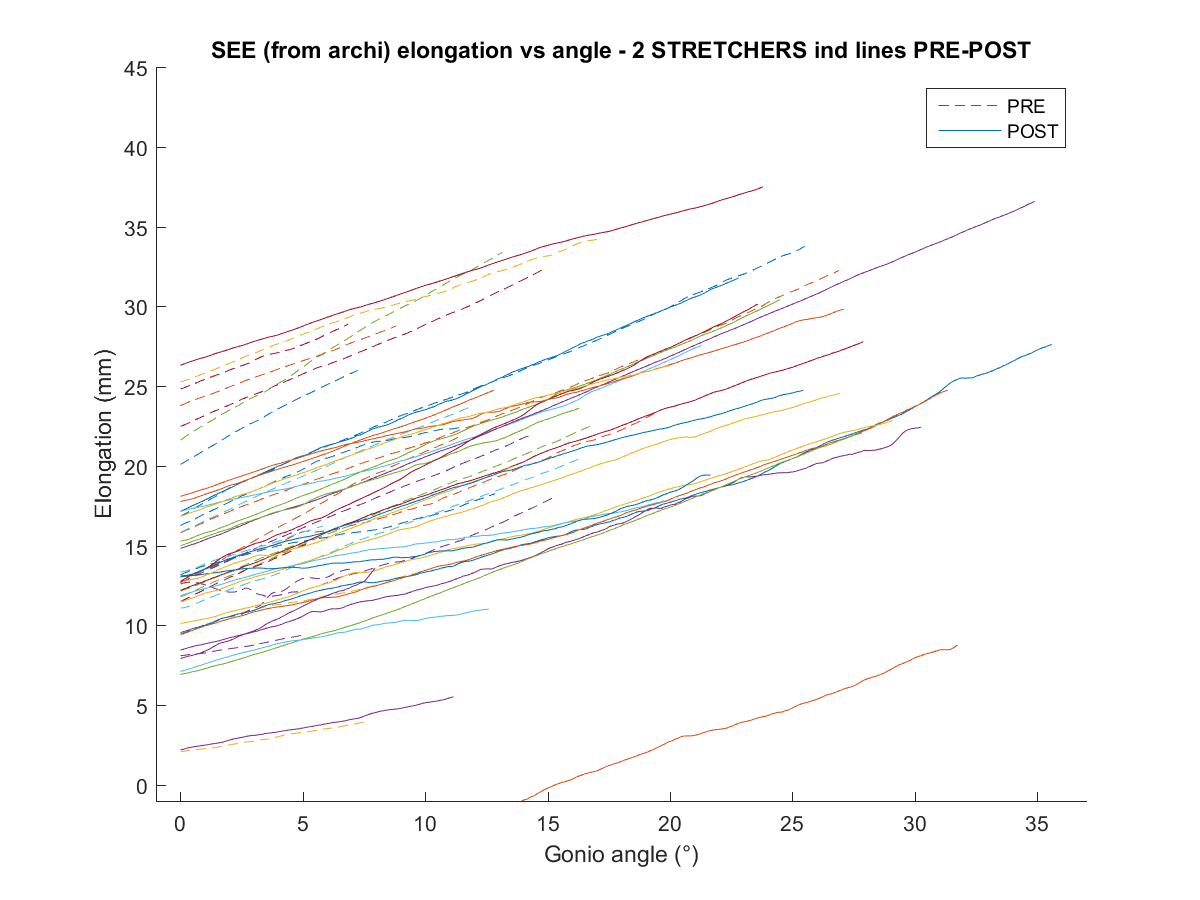 SEE (from archi) elongation vs angle - 2 STRETCHERS ind lines PRE-POST
PRE
POST
45
40
35
30
25
20
15
10
5
0
Elongation (mm)
0 5 10 15 20 25 30 35
Gonio angle (°)